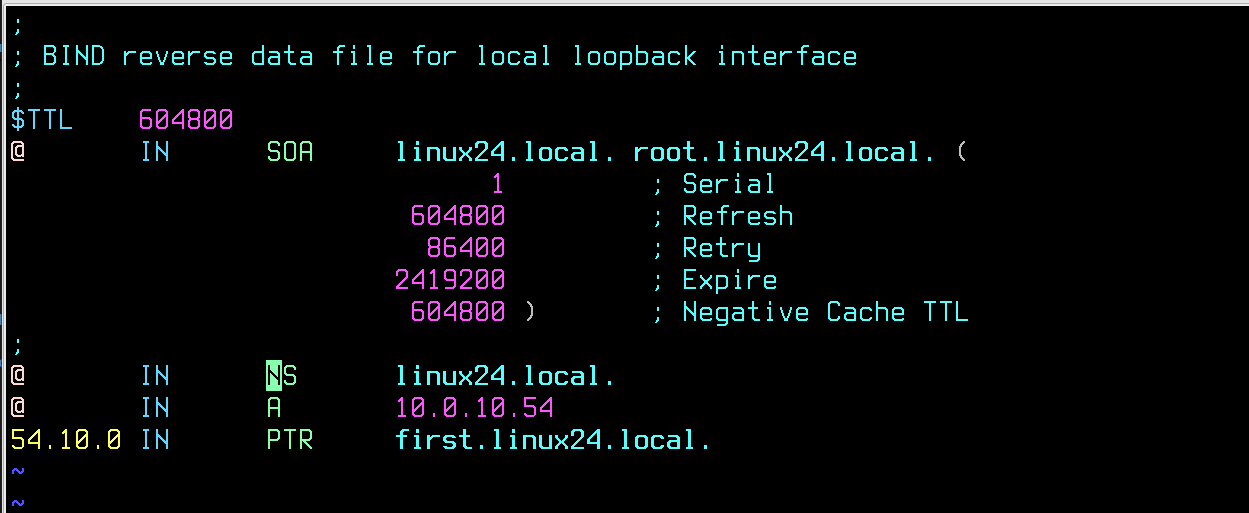 ;
; BIND reverse data file for local loopback interface
;
$TTL 604800
@ IN SOA linux24.local. root.linux24.local. (
1 ; Serial
604800 ; Refresh
86400 ; Retry
2419200 ; Expire
604800 ) ; Negative Cache TTL
;
@ IN NS linux24.local.
@ IN A 10.0.10.54
54.10.0 IN PTR first.linux24.local.
~
~